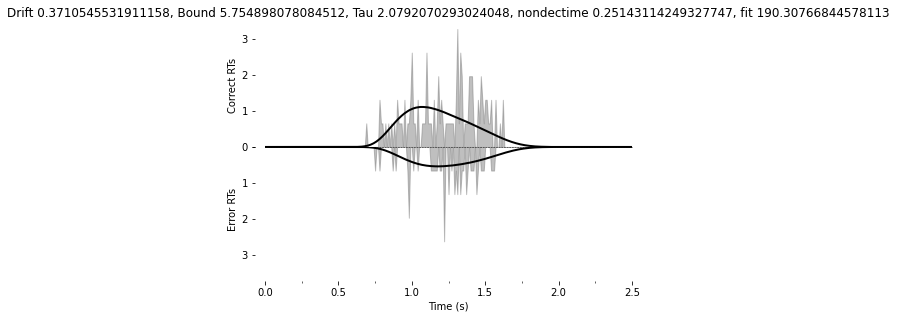 Drift 0.3710545531911158, Bound 5.754898078084512, Tau 2.0792070293024048, nondectime 0.25143114249327747, fit 190.30766844578113
3
2
1
0
1
2
3
Correct RTs
Error RTs
0.0 0.5 1.0 1.5 2.0 2.5
Time (s)